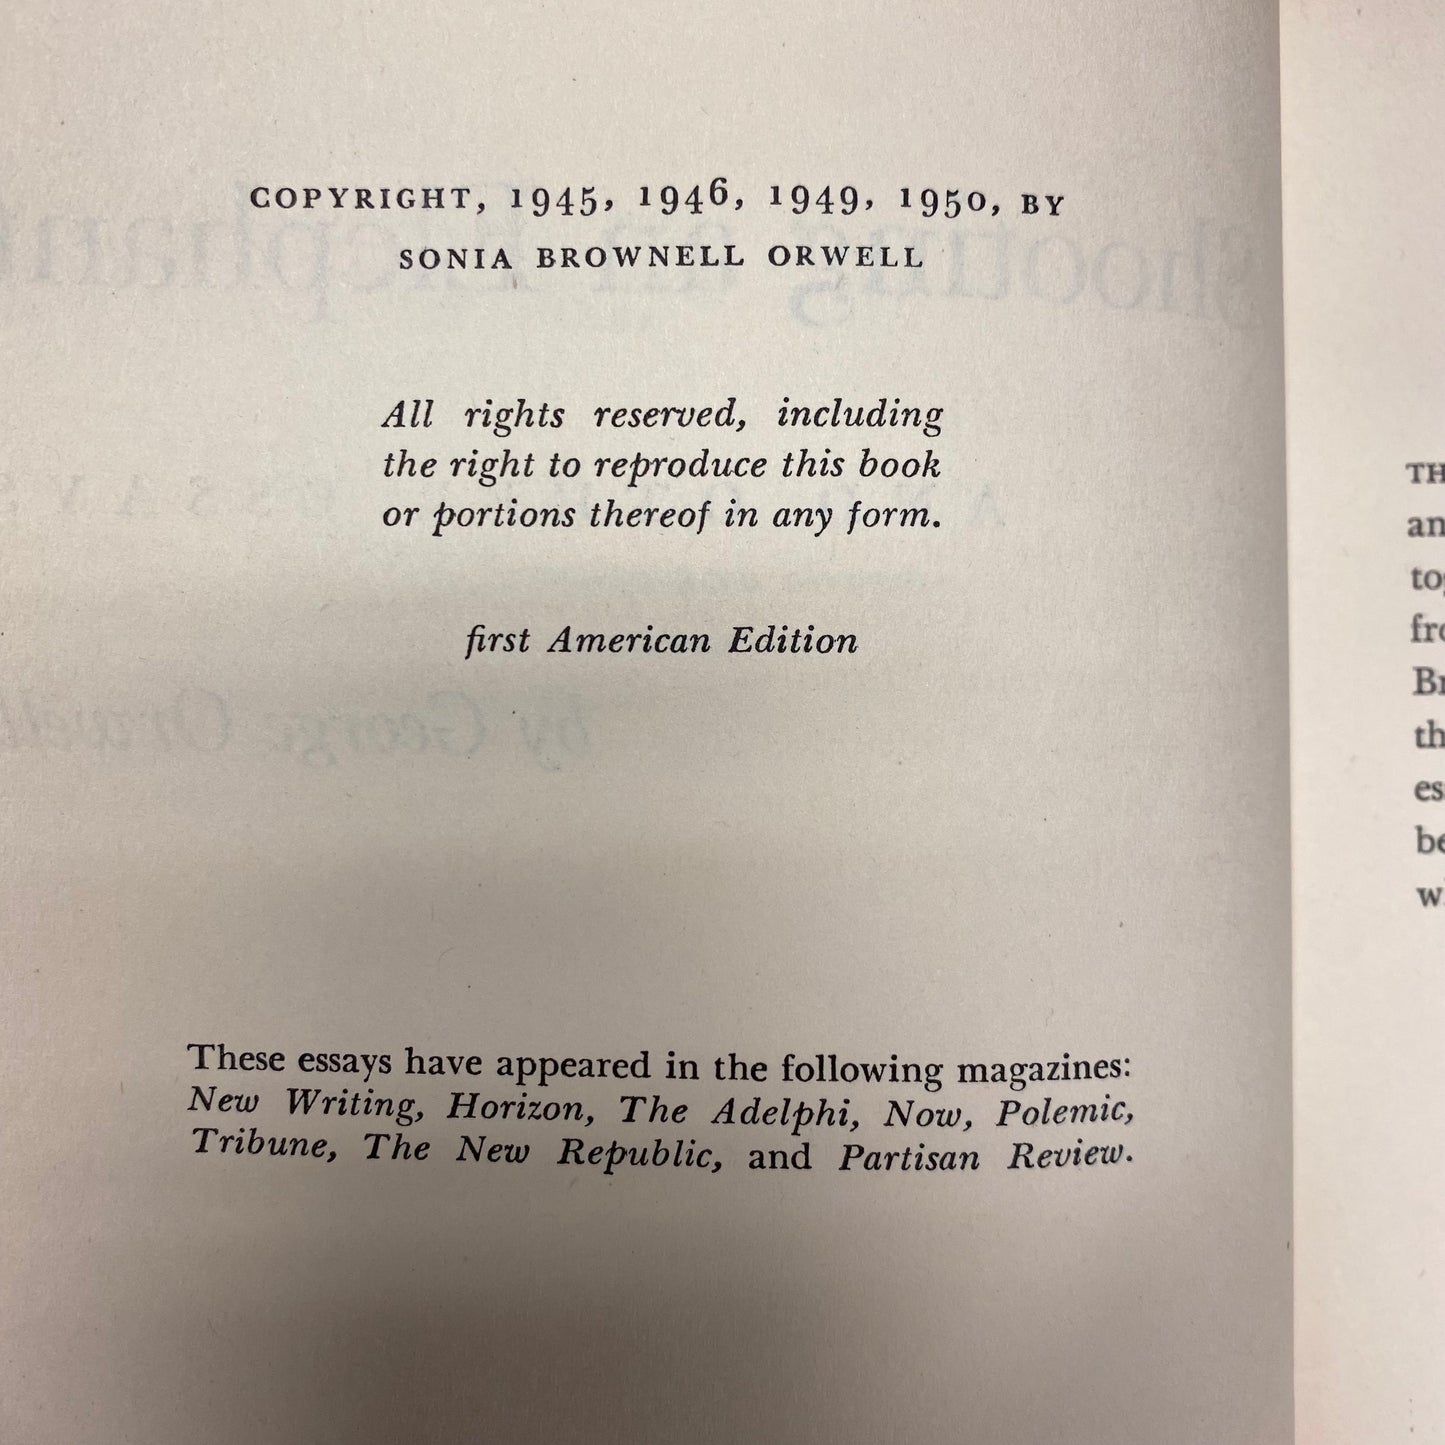 COPYRIGHT, 1945, 1946, 1949, 1950, BY
SONIA BROWNELL ORWELL
All rights reserved, including
the right to reproduce this book
or portions thereof in any form.
first American Edition
These essays have appeared in the following magazines:
New Writing, Horizon, The Adelphi, Now, Polemic,
Tribune, The New Republic, and Partisan Review.